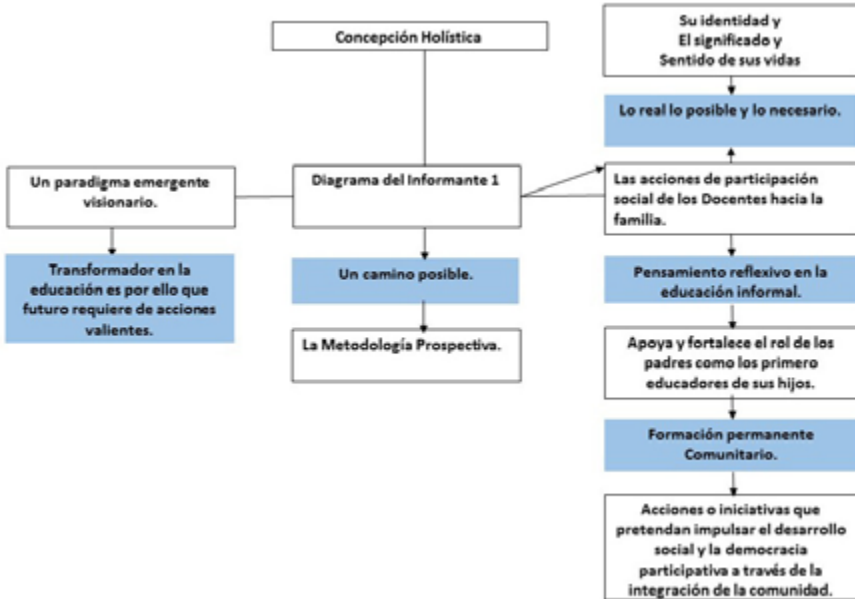 Concepción Holística
Su identidad y
El significado y
Sentido de sus vidas
Lo real lo posible y lo necesario.
Un paradigma emergente
visionario.
Diagrama del Informante 1
Las acciones de participación
social de los Docentes hacia la
familia.
Transformador en la
educación es por ello que
futuro requiere de acciones
valientes.
Un camino posible.
Pensamiento reflexivo en la
educación informal.
La Metodología Prospectiva.
Apoya y fortalece el rol de los
padres como los primero
educadores de sus hijos.
Formación permanente
Comunitario.
Acciones o iniciativas que
pretendan impulsar el desarrollo
social y la democracia
participativa a través de la
integración de la comunidad.